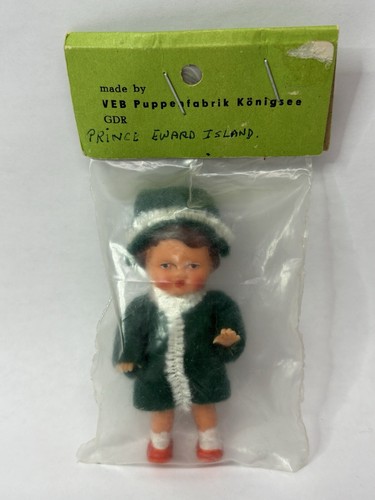 made by
VEB Puppenfabrik Königsee
GDR
PRINCE EWARD ISLAND.